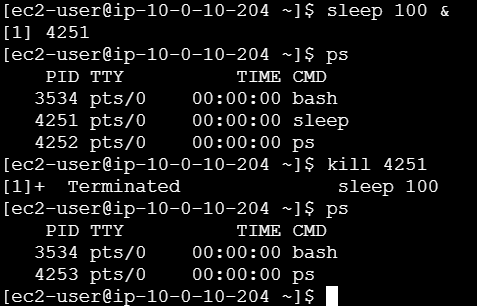 [ec2-user@ip-10-0-10-204 ~]$ sleep 100 &
[1] 4251
[ec2-user@ip-10-0-10-204 ~]$ ps
    PID TTY          TIME CMD
   3534 pts/0    00:00:00 bash
   4251 pts/0    00:00:00 sleep
   4252 pts/0    00:00:00 ps
[ec2-user@ip-10-0-10-204 ~]$ kill 4251
[1]+  Terminated              sleep 100
[ec2-user@ip-10-0-10-204 ~]$ ps
    PID TTY          TIME CMD
   3534 pts/0    00:00:00 bash
   4253 pts/0    00:00:00 ps
[ec2-user@ip-10-0-10-204 ~]$